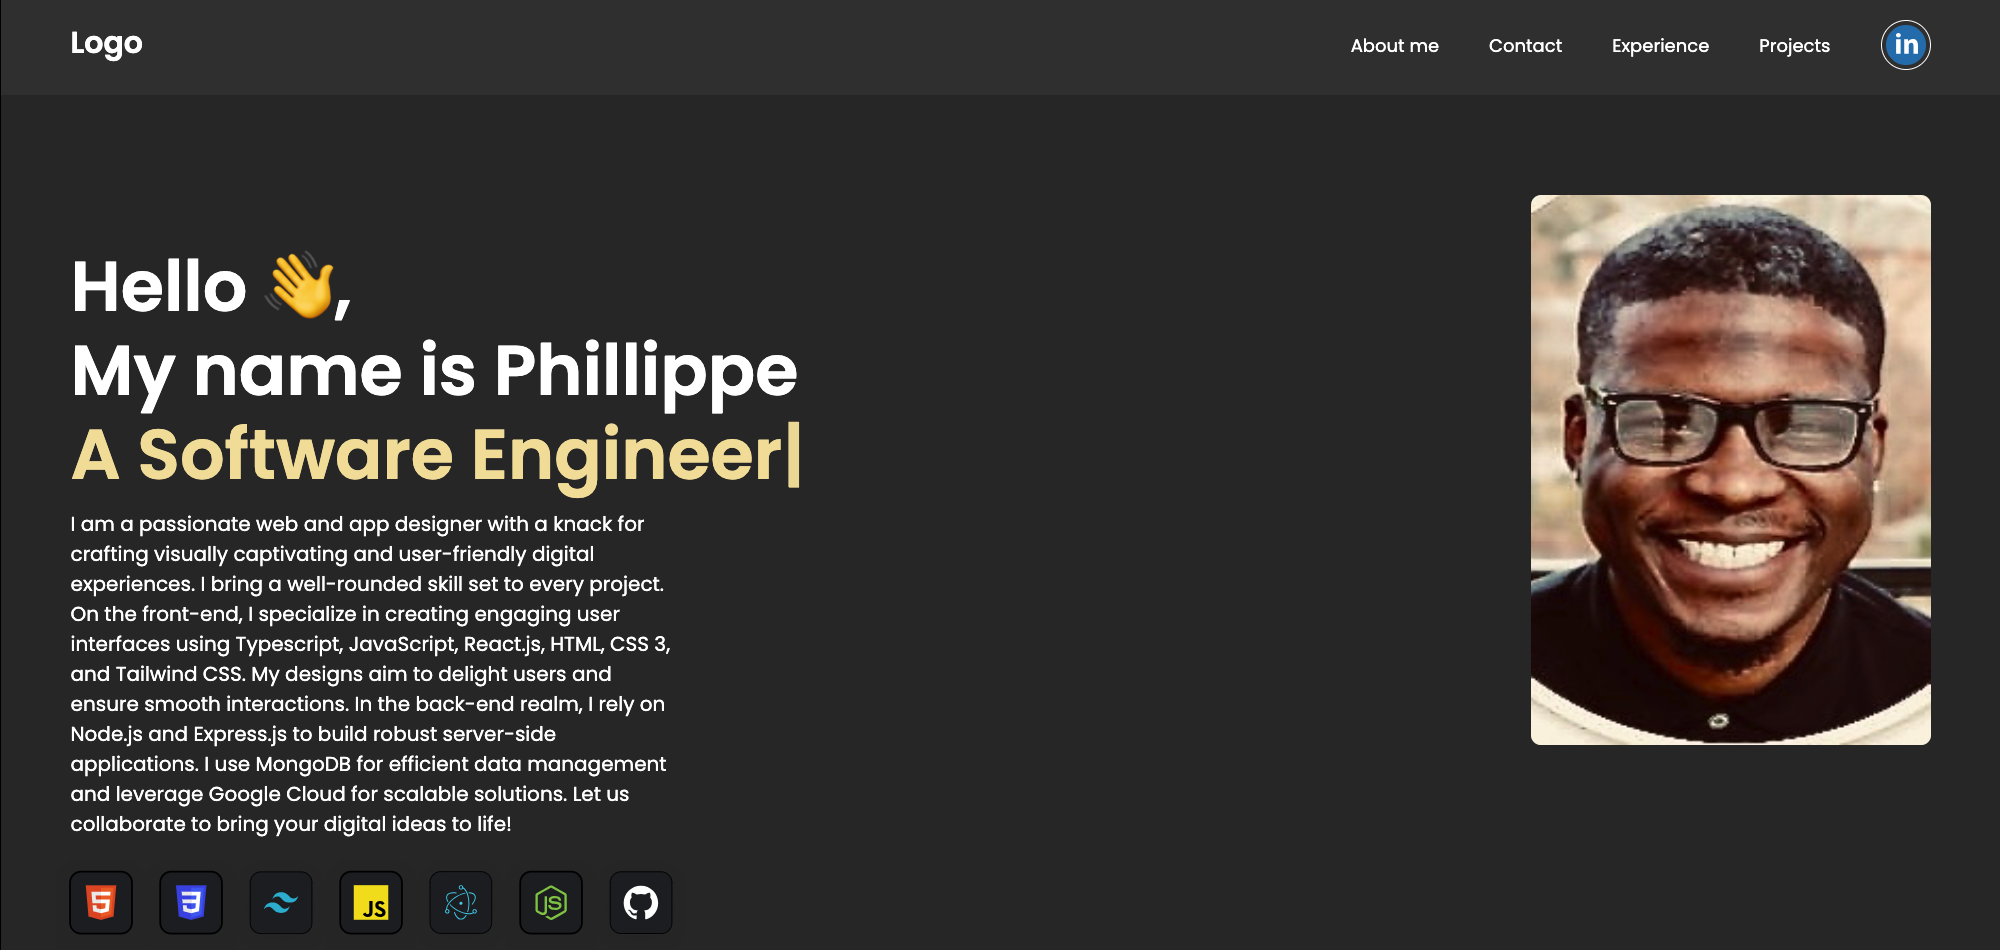 Logo
About me Contact Experience Projects in
Hello 👋,
My name is Phillippe
A Software Engineer|
I am a passionate web and app designer with a knack for
crafting visually captivating and user-friendly digital
experiences. I bring a well-rounded skill set to every project.
On the front-end, I specialize in creating engaging user
interfaces using Typescript, JavaScript, React.js, HTML, CSS 3,
and Tailwind CSS. My designs aim to delight users and
ensure smooth interactions. In the back-end realm, I rely on
Node.js and Express.js to build robust server-side
applications. I use MongoDB for efficient data management
and leverage Google Cloud for scalable solutions. Let us
collaborate to bring your digital ideas to life!
5 3 JS JS